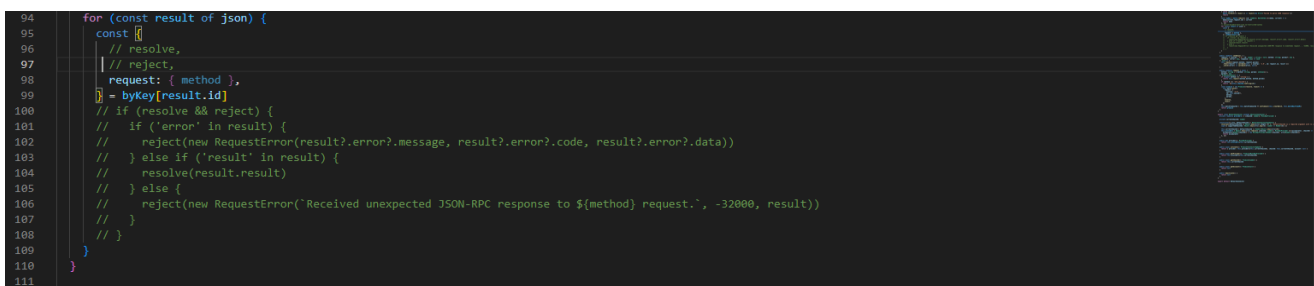 94 for (const result of json) {
95 const {
96 // resolve,
97 // reject,
98 request: { method },
99 } = byKey[result.id]
100 // if (resolve && reject) {
101 //   if ('error' in result) {
102 //     reject(new RequestError(result?.error?.message, result?.error?.code, result?.error?.data))
103 //   } else if ('result' in result) {
104 //     resolve(result.result)
105 //   } else {
106 //     reject(new RequestError(`Received unexpected JSON-RPC response to ${method} request.`, -32000, result))
107 //   }
108 // }
109 }
110 }
111